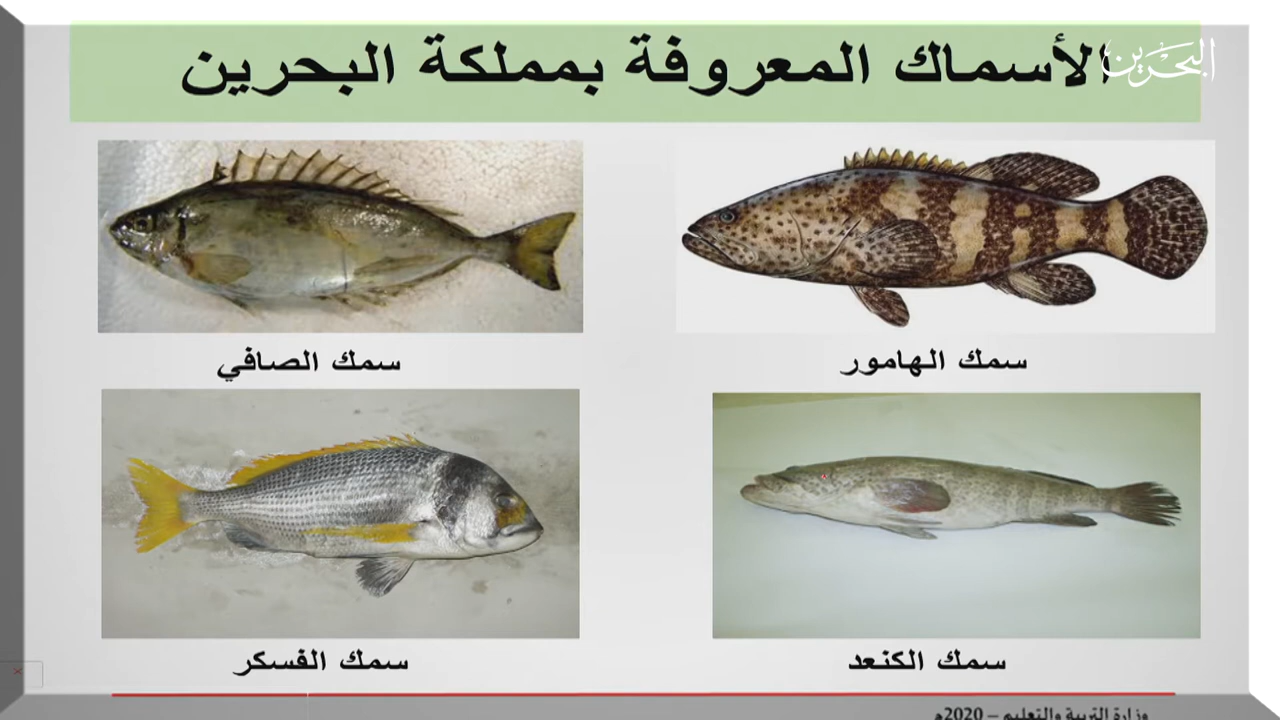 الأسماك المعروفة بمملكة البحرين
البحرين
سمك الهامور
سمك الصافي
سمك الكنعد
سمك الفسكر
وزارة التربية والتعليم – 2020م